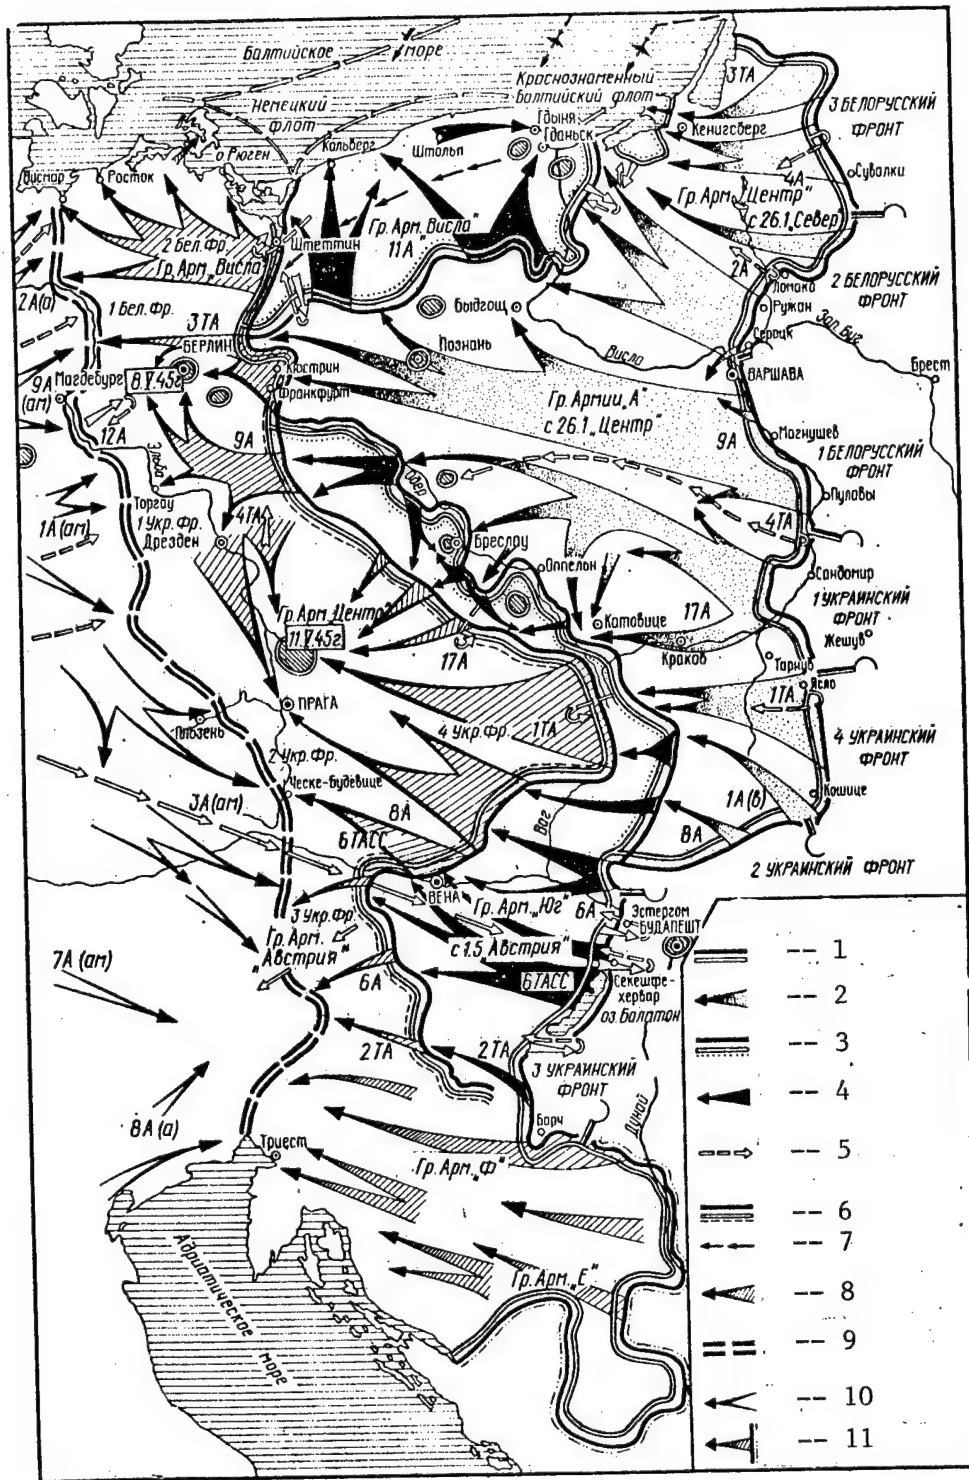 Балтийское море
Краснознаменный
Балтийский флот
Немецкий
флот
3ТА
3 БЕЛОРУССКИЙ
ФРОНТ
Гдыня
Гданьск
Кенигсберг
Кольберг
Штольп
о Рюген
Висмар
Росток
4А
Сувалки
Гр. Арм. „Центр"
с 26.1 „Север"
Гр. Арм. „Висла"
11А
2 Бел. Фр.
Гр. Арм. „Висла"
Штеттин
2А
Ломжа
2 БЕЛОРУССКИЙ
ФРОНТ
Ружан
Сероцк
Зап. Буг
2А(а)
1 Бел. Фр.
3ТА
Быдгощ
Познань
Висла
Брест
БЕРЛИН
8.V.45г
Кюстрин
Франкфурт
ВАРШАВА
9А
(ам)
Магдебург
12А
Гр. Армии „А"
с 26.1 „Центр"
9А
Магнушев
1 БЕЛОРУССКИЙ
ФРОНТ
9А
Эльба
Одер
Пулавы
Торгау
1А(ам)
1 Укр. Фр.
Дрезден
4ТА
4ТА
Бреслау
Оппельн
Сандомир
1 УКРАИНСКИЙ
ФРОНТ
Гр. Арм. „Центр"
11.V.45г
17А
Катовице
17А
Краков
Жешув
Тарнув
Ясло
1ТА
ПРАГА
Пльзень
4 Укр. Фр.
1ТА
4 УКРАИНСКИЙ
ФРОНТ
2 Укр. Фр.
Ческе-Будевице
3А(ам)
8А
Ваг
1А(в)
Кошице
8А
6ТАСС
2 УКРАИНСКИЙ ФРОНТ
ВЕНА
Гр. Арм. „Юг"
с 1.5 „Австрия"
6А
Эстергом
БУДАПЕШТ
3 Укр. Фр.
Гр. Арм.
„Австрия"
7А (ам)
6А
6ТАСС
Секешфе-
хервар
оз. Балатон
2ТА
2ТА
3 УКРАИНСКИЙ
ФРОНТ
Дунай
8А (а)
Барч
Триест
Гр. Арм. „Ф"
Гр. Арм. „Е"
Адриатическое
море
-- 1
-- 2
-- 3
-- 4
-- 5
-- 6
-- 7
-- 8
-- 9
-- 10
-- 11